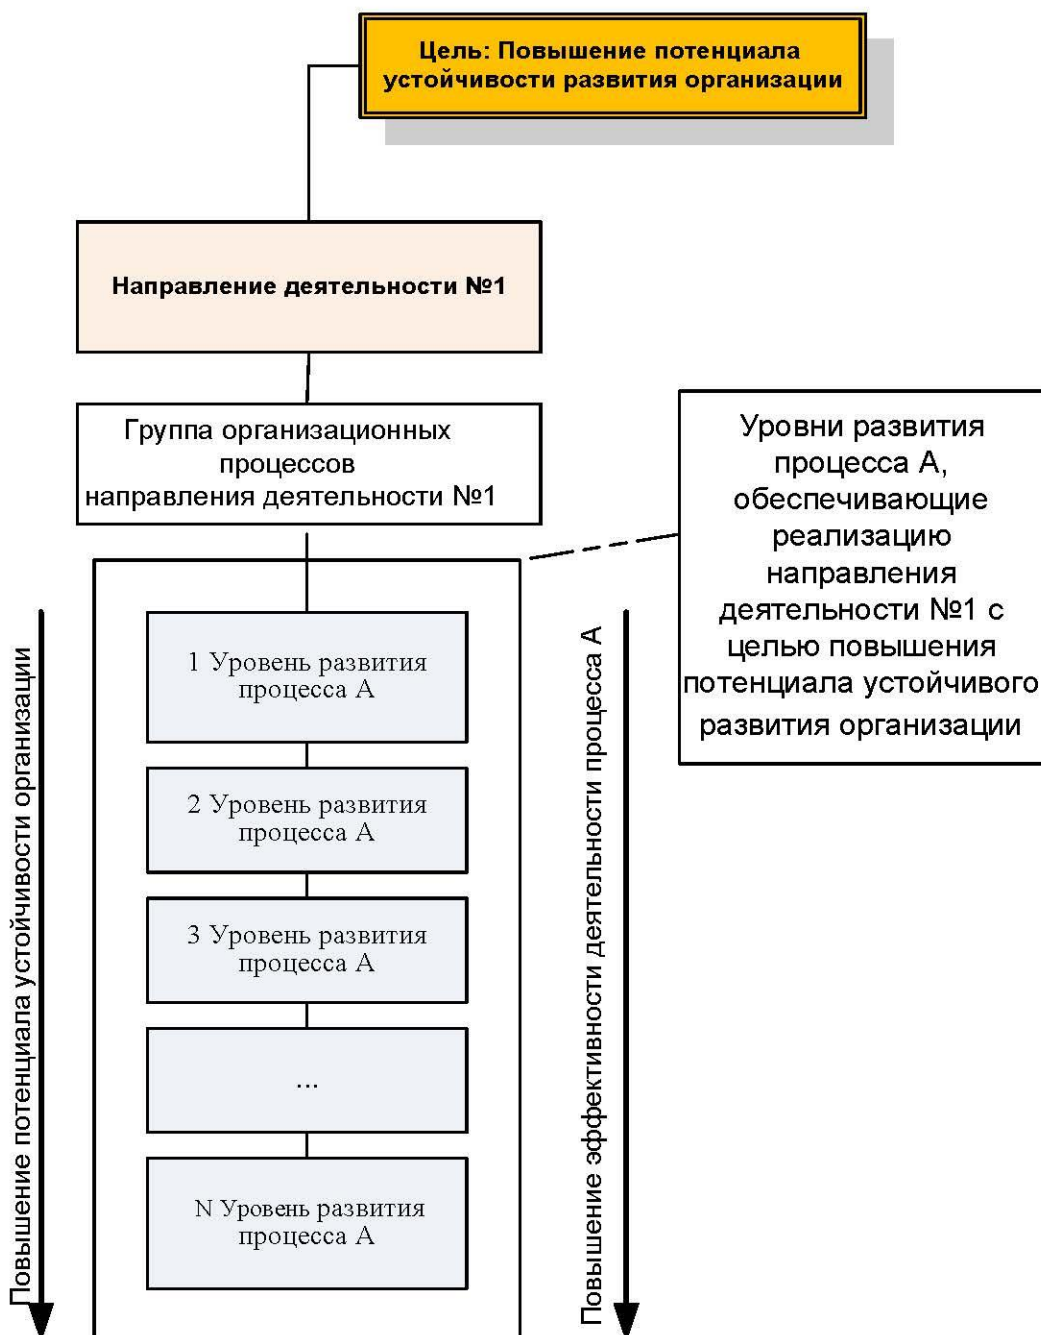 Цель: Повышение потенциала
устойчивости развития организации
Направление деятельности №1
Группа организационных
процессов
направления деятельности №1
Уровни развития
процесса А,
обеспечивающие
реализацию
направления
деятельности №1 с
целью повышения
потенциала устойчивого
развития организации
Повышение потенциала устойчивости организации
1 Уровень развития
процесса А
2 Уровень развития
процесса А
3 Уровень развития
процесса А
...
N Уровень развития
процесса А
Повышение эффективности деятельности процесса А